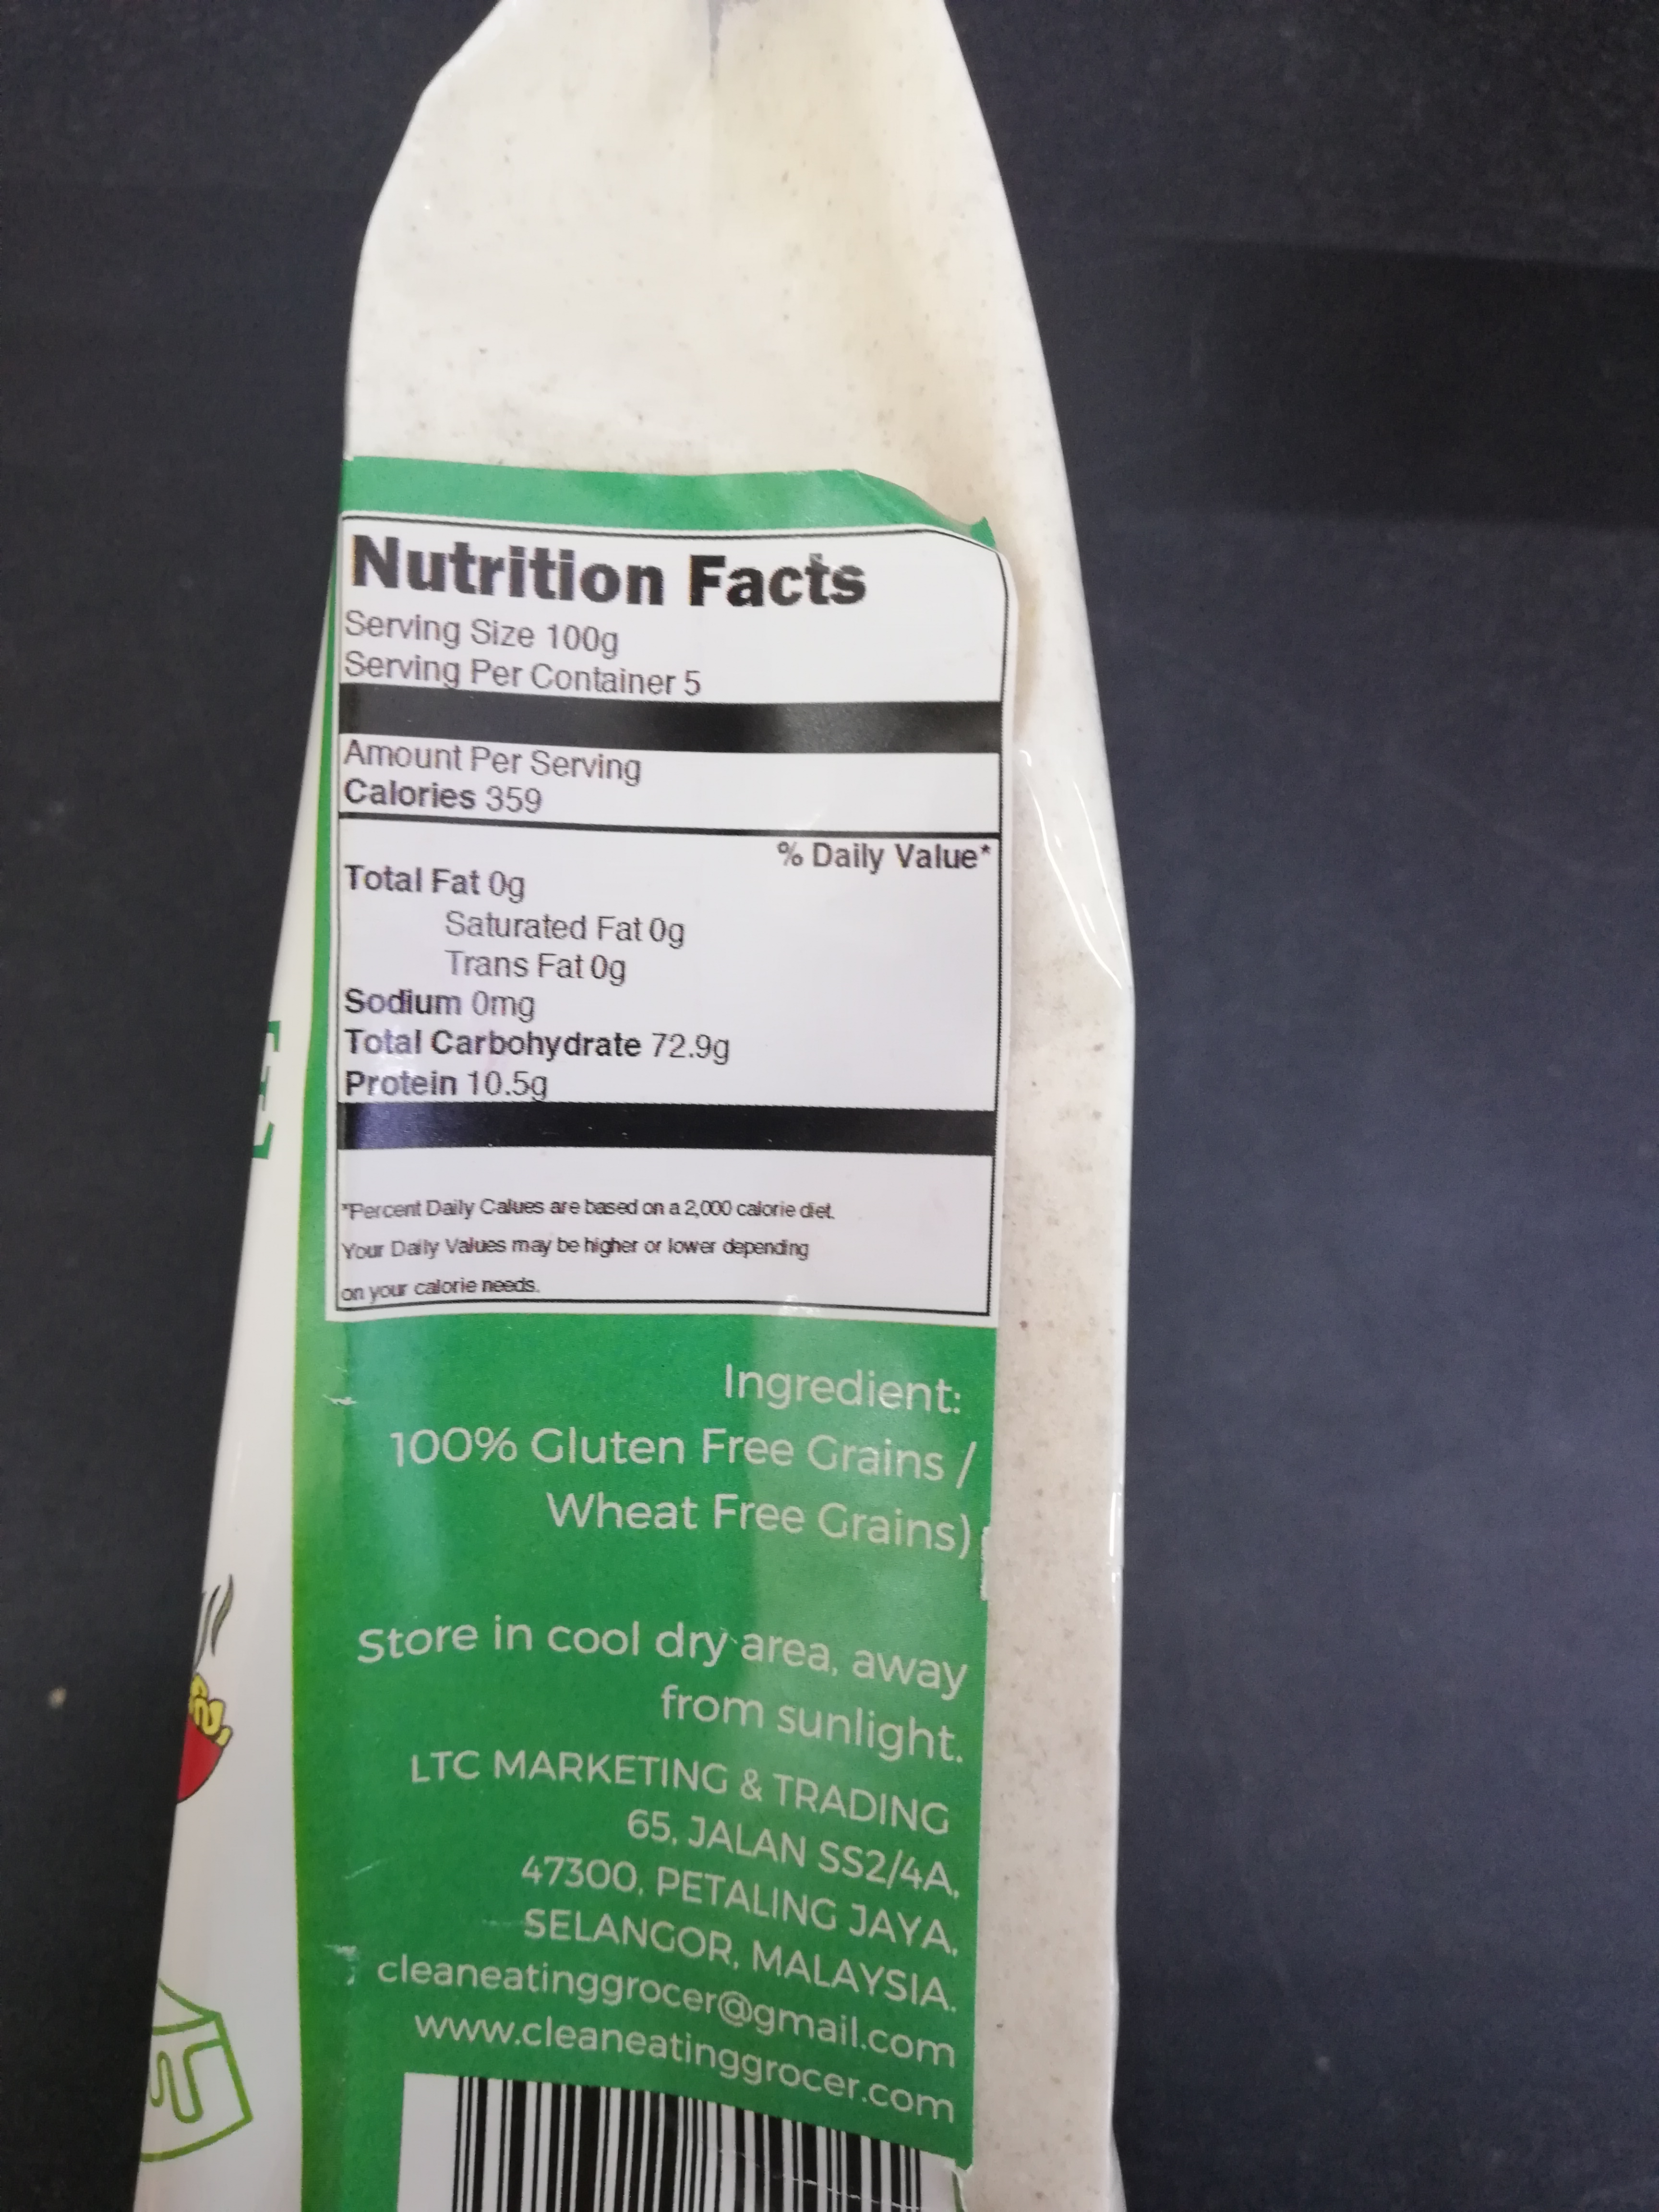 Nutrition Facts
Serving Size 100g
Serving Per Container 5
Amount Per Serving
Calories 359
% Daily Value*
Total Fat 0g
Saturated Fat 0g
Trans Fat 0g
Sodium 0mg
Total Carbohydrate 72.9g
Protein 10.5g
*Percent Daily Calues are based on a 2,000 calorie diet.
Your Daily Values may be higher or lower depending
on your calorie needs.
Ingredient:
100% Gluten Free Grains /
Wheat Free Grains)
Store in cool dry area, away
from sunlight.
LTC MARKETING & TRADING
65, JALAN SS2/4A,
47300, PETALING JAYA,
SELANGOR, MALAYSIA.
cleaneatinggrocer@gmail.com
www.cleaneatinggrocer.com